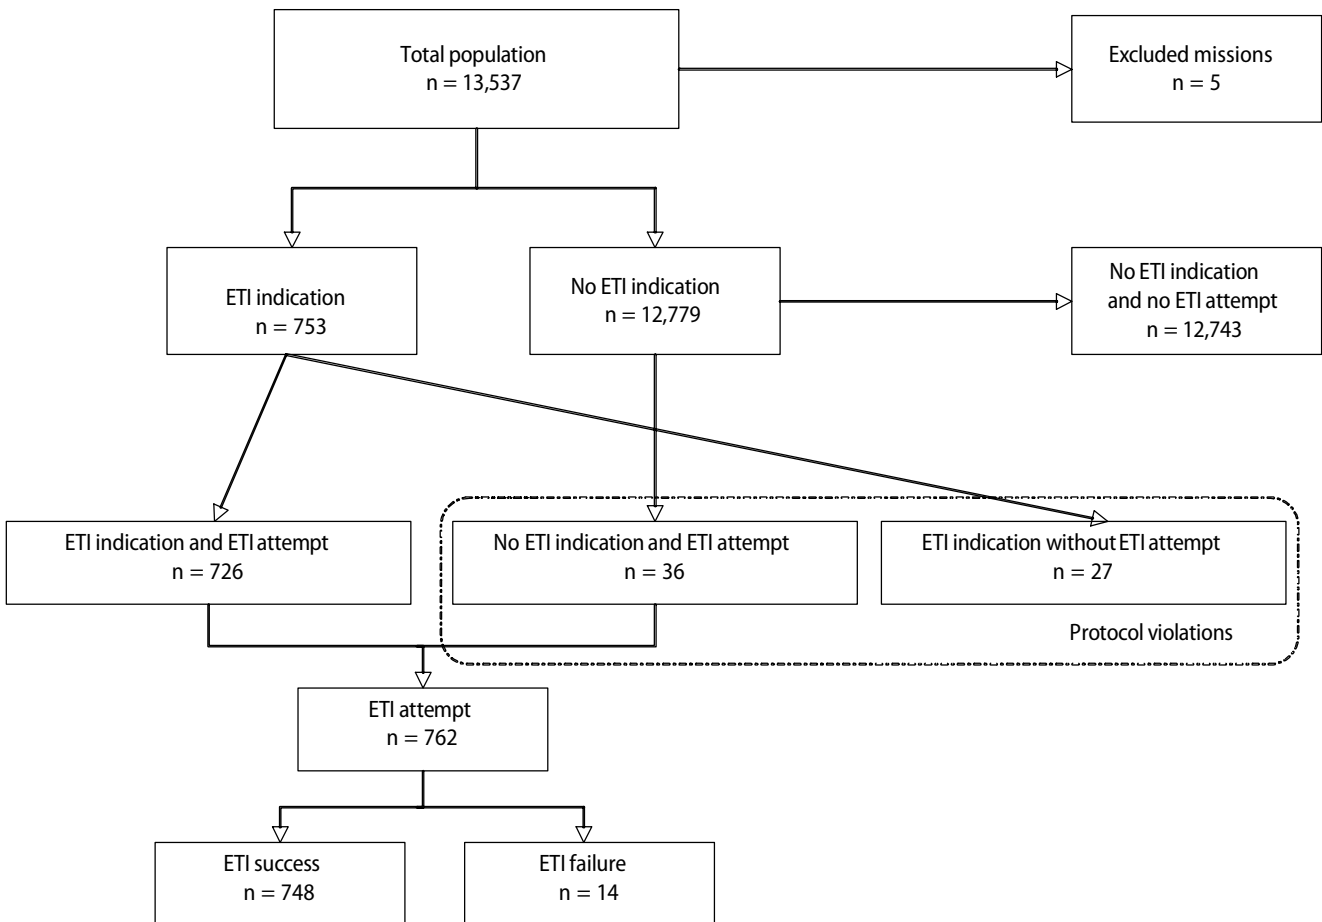 Total population
n = 13,537
Excluded missions
n = 5
ETI indication
n = 753
No ETI indication
n = 12,779
No ETI indication
and no ETI attempt
n = 12,743
ETI indication and ETI attempt
n = 726
No ETI indication and ETI attempt
n = 36
ETI indication without ETI attempt
n = 27
Protocol violations
ETI attempt
n = 762
ETI success
n = 748
ETI failure
n = 14